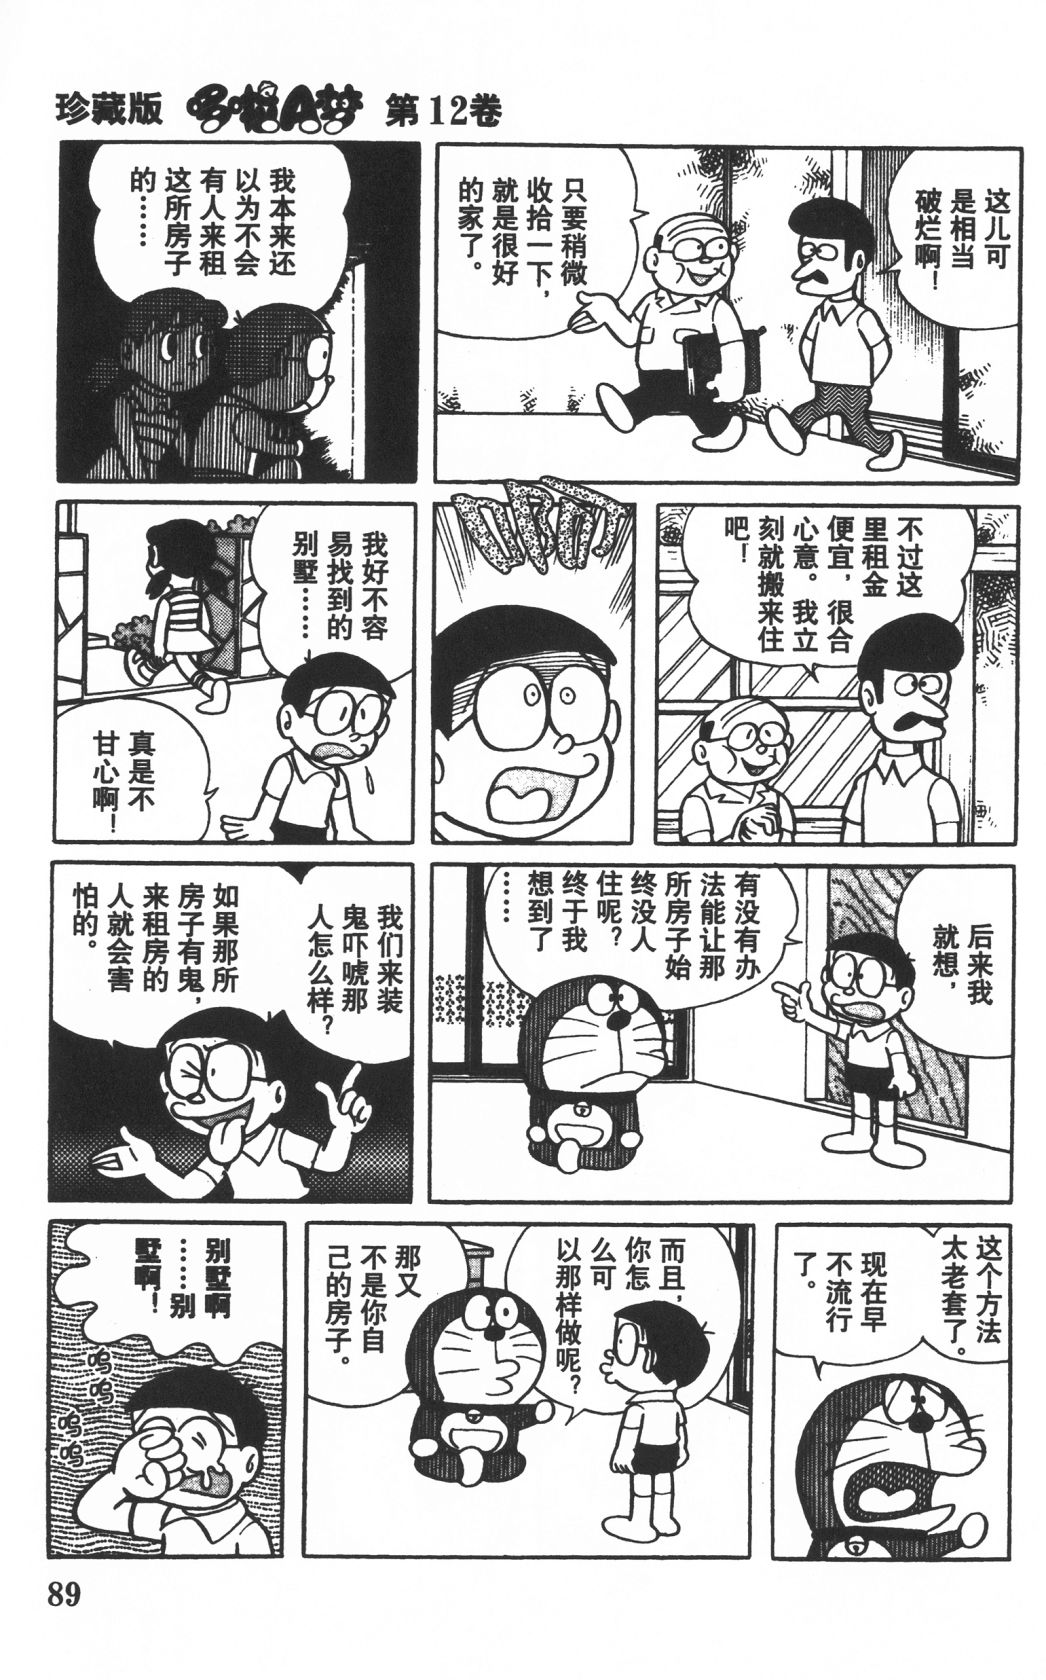 珍藏版 哆啦A梦 第12卷
这儿可
是相当
破烂啊!
只要稍微
收拾一下，
就是很好
的家了。
我本来还
以为不会
有人来租
这所房子
的……
不过这
里租金
便宜，很合
心意。我立
刻就搬来住
吧!
我好不容
易找到的
别墅……
真是不
甘心啊!
后来我
就想，
有没有办
法能让那
所房子始
终没人
住呢?
终于我
想到了
……
我们来装
鬼吓唬那
人怎么样?
如果那所
房子有鬼，
来租房的
人就会害
怕的。
这个方法
太老套了。
现在早
不流行
了。
而且，
你怎
么可
以那样做呢?
那又
不是你自
己的房子。
别墅啊
……别
墅啊!
呜
呜
呜
呜
89